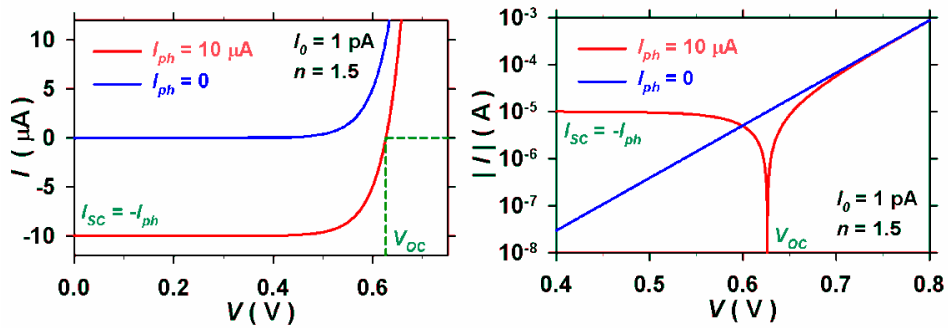 I_ph = 10 μA
I_ph = 0
I_0 = 1 pA
n = 1.5
I_SC = -I_ph
V_OC
I ( μA)
10
5
0
-5
-10
0.0 0.2 0.4 0.6
V ( V)
I_ph = 10 μA
I_ph = 0
I_SC = -I_ph
I_0 = 1 pA
n = 1.5
V_OC
| I | ( A)
10^-3
10^-4
10^-5
10^-6
10^-7
10^-8
0.4 0.5 0.6 0.7 0.8
V ( V)